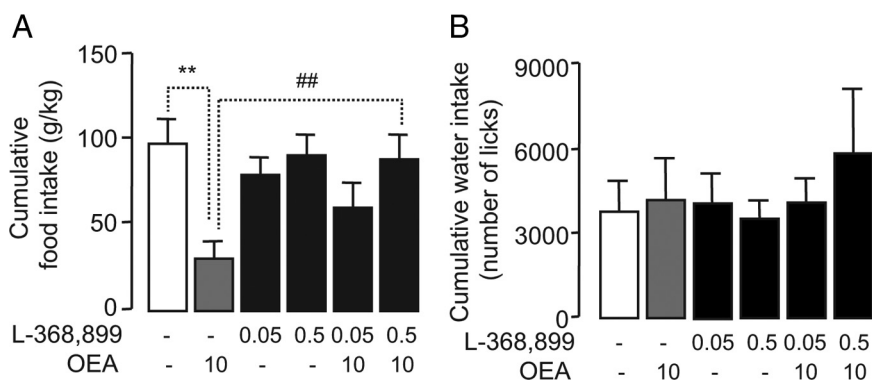 A
Cumulative
food intake (g/kg)
150
100
50
0
**
##
L-368,899 - - 0.05 0.5 0.05 0.5
OEA - 10 - - 10 10
B
Cumulative water intake
(number of licks)
9000
6000
3000
0
L-368,899 - - 0.05 0.5 0.05 0.5
OEA - 10 - - 10 10